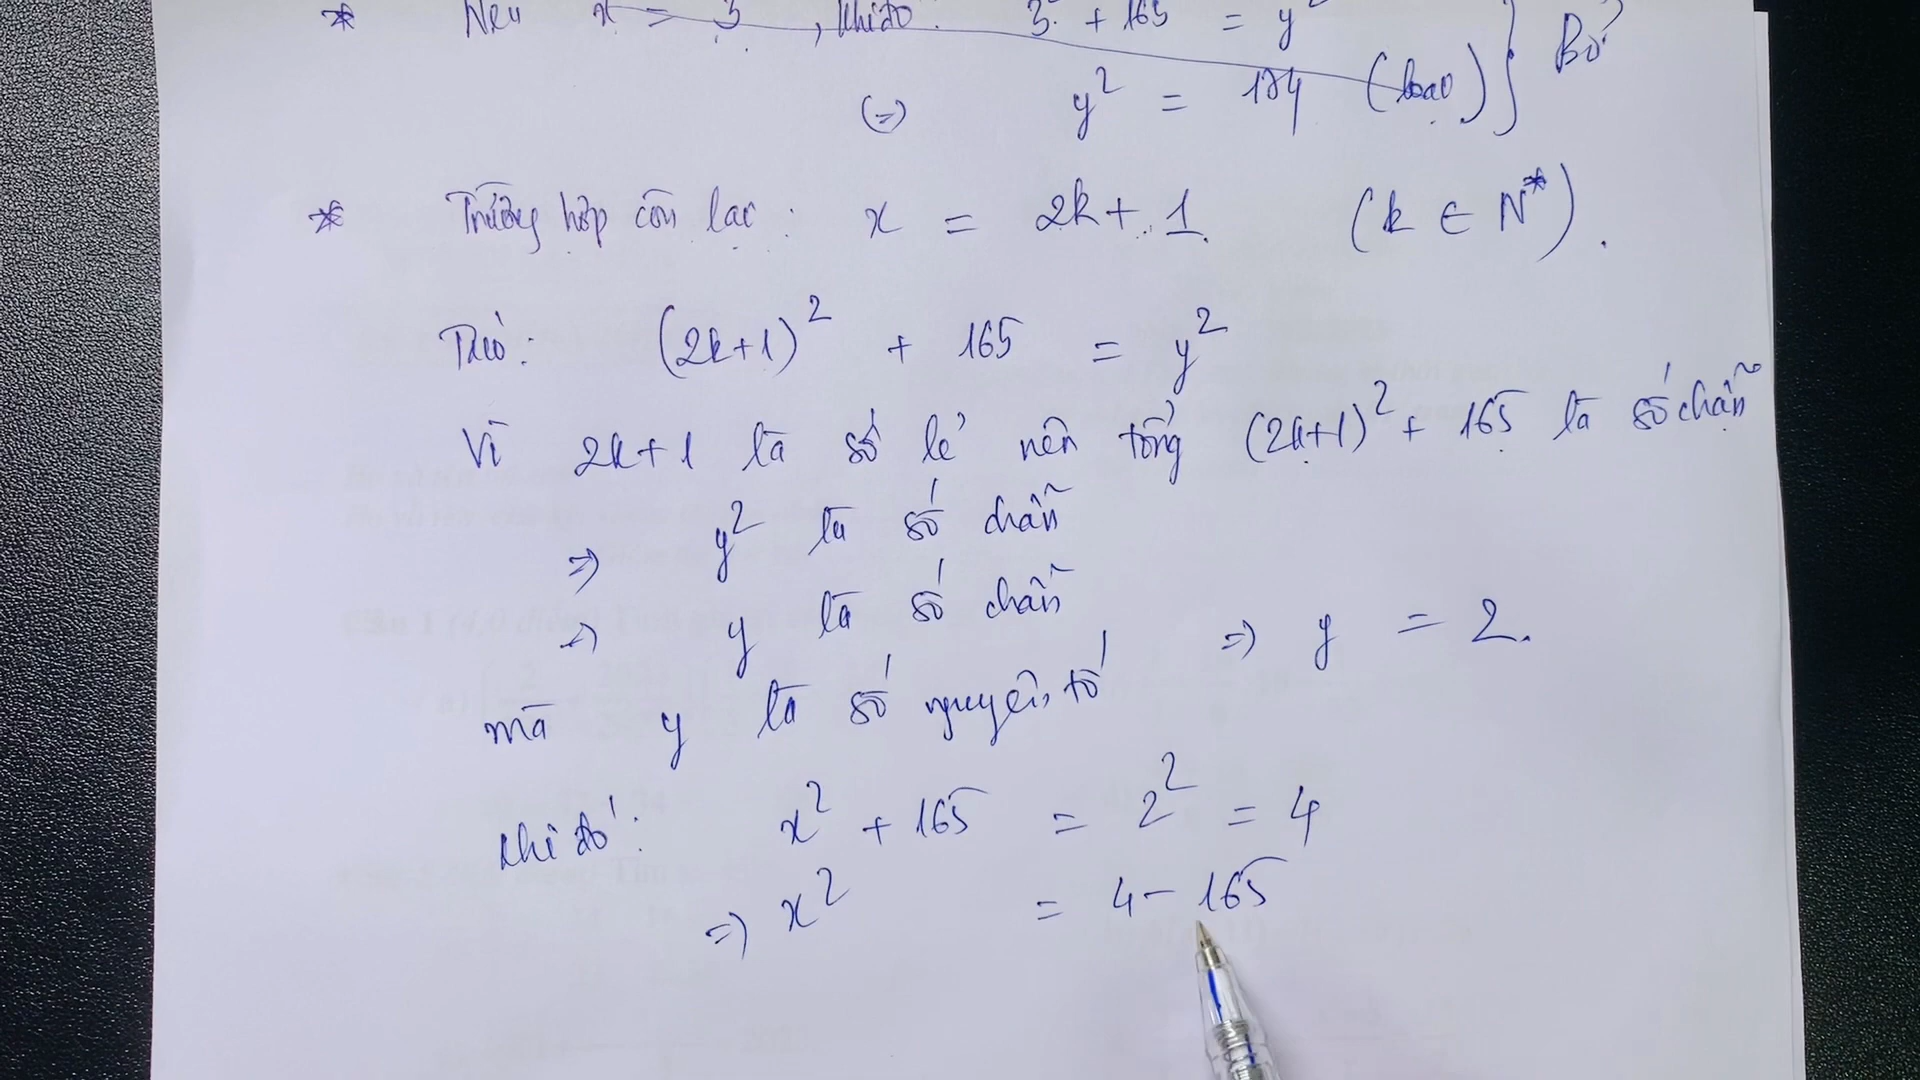 * Nếu x = 3 , khi đó: 3² + 165 = y²
(=) y² = 174 (loại) } Bỏ
* Trường hợp còn lại: x = 2k + 1 (k ∈ N*).
Thì: (2k+1)² + 165 = y²
Vì 2k+1 là số lẻ nên tổng (2k+1)² + 165 là số chẵn
=> y² là số chẵn
=> y là số chẵn
mà y là số nguyên tố => y = 2.
khi đó: x² + 165 = 2² = 4
=> x² = 4 - 165